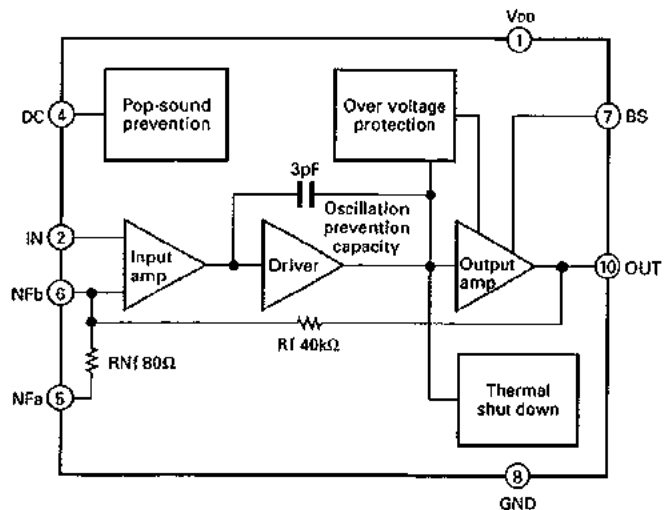 VDD
1
DC
4
Pop-sound
prevention
Over voltage
protection
7
BS
3pF
Oscillation
prevention
capacity
IN
2
Input
amp
Driver
Output
amp
10
OUT
NFb
6
Rf 40kΩ
RNf 80Ω
NFa
5
Thermal
shut down
8
GND